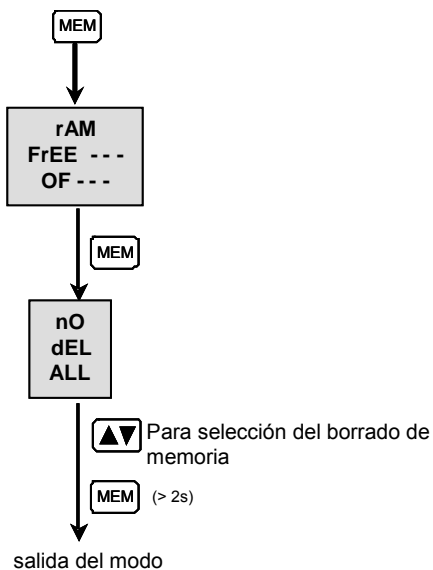 MEM
rAM
FrEE ---
OF ---
MEM
nO
dEL
ALL
▲▼ Para selección del borrado de
memoria
MEM (> 2s)
salida del modo